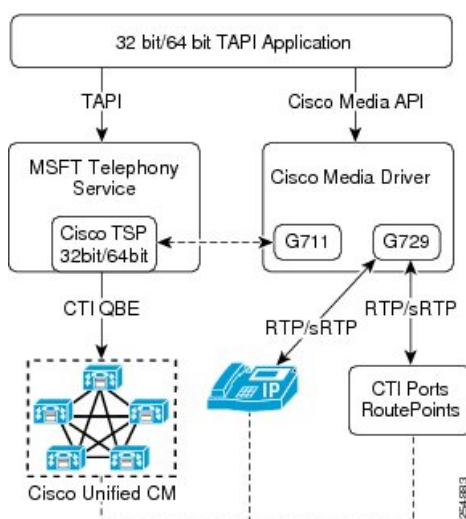 32 bit/64 bit TAPI Application
TAPI
Cisco Media API
MSFT Telephony
Service
Cisco TSP
32bit/64bit
Cisco Media Driver
G711
G729
CTI QBE
RTP/sRTP
RTP/sRTP
IP
CTI Ports
RoutePoints
Cisco Unified CM
254883